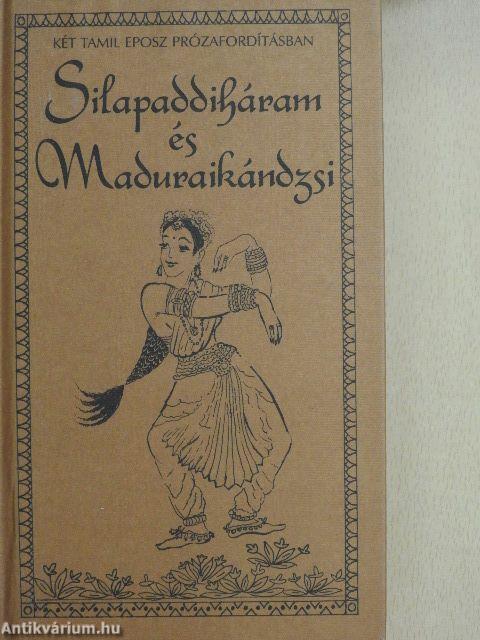 KÉT TAMIL EPOSZ PRÓZAFORDÍTÁSBAN
Silapaddiháram
és
Maduraikándzsi
Antikvárium.hu